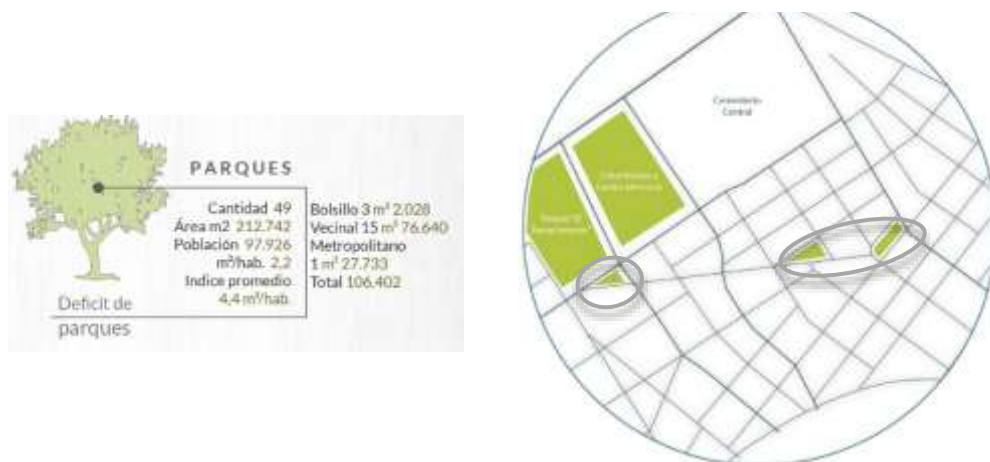 PARQUES
Cantidad 49
Área m2 212.742
Población 97.926
m²/hab. 2,2
Indice promedio
4,4 m²/hab.
Bolsillo 3 m² 2.028
Vecinal 15 m² 76.640
Metropolitano
1 m² 27.733
Total 106.402
Deficit de
parques
Cementerio
Central